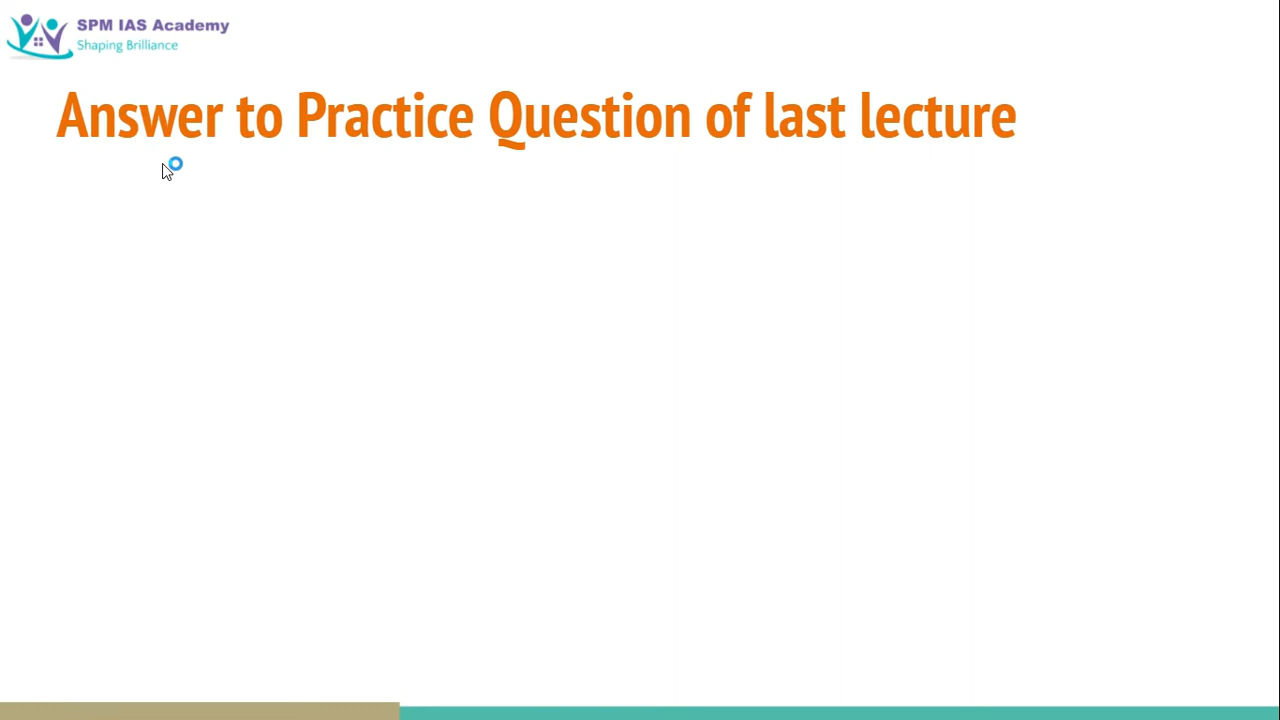 SPM IAS Academy
Shaping Brilliance
Answer to Practice Question of last lecture